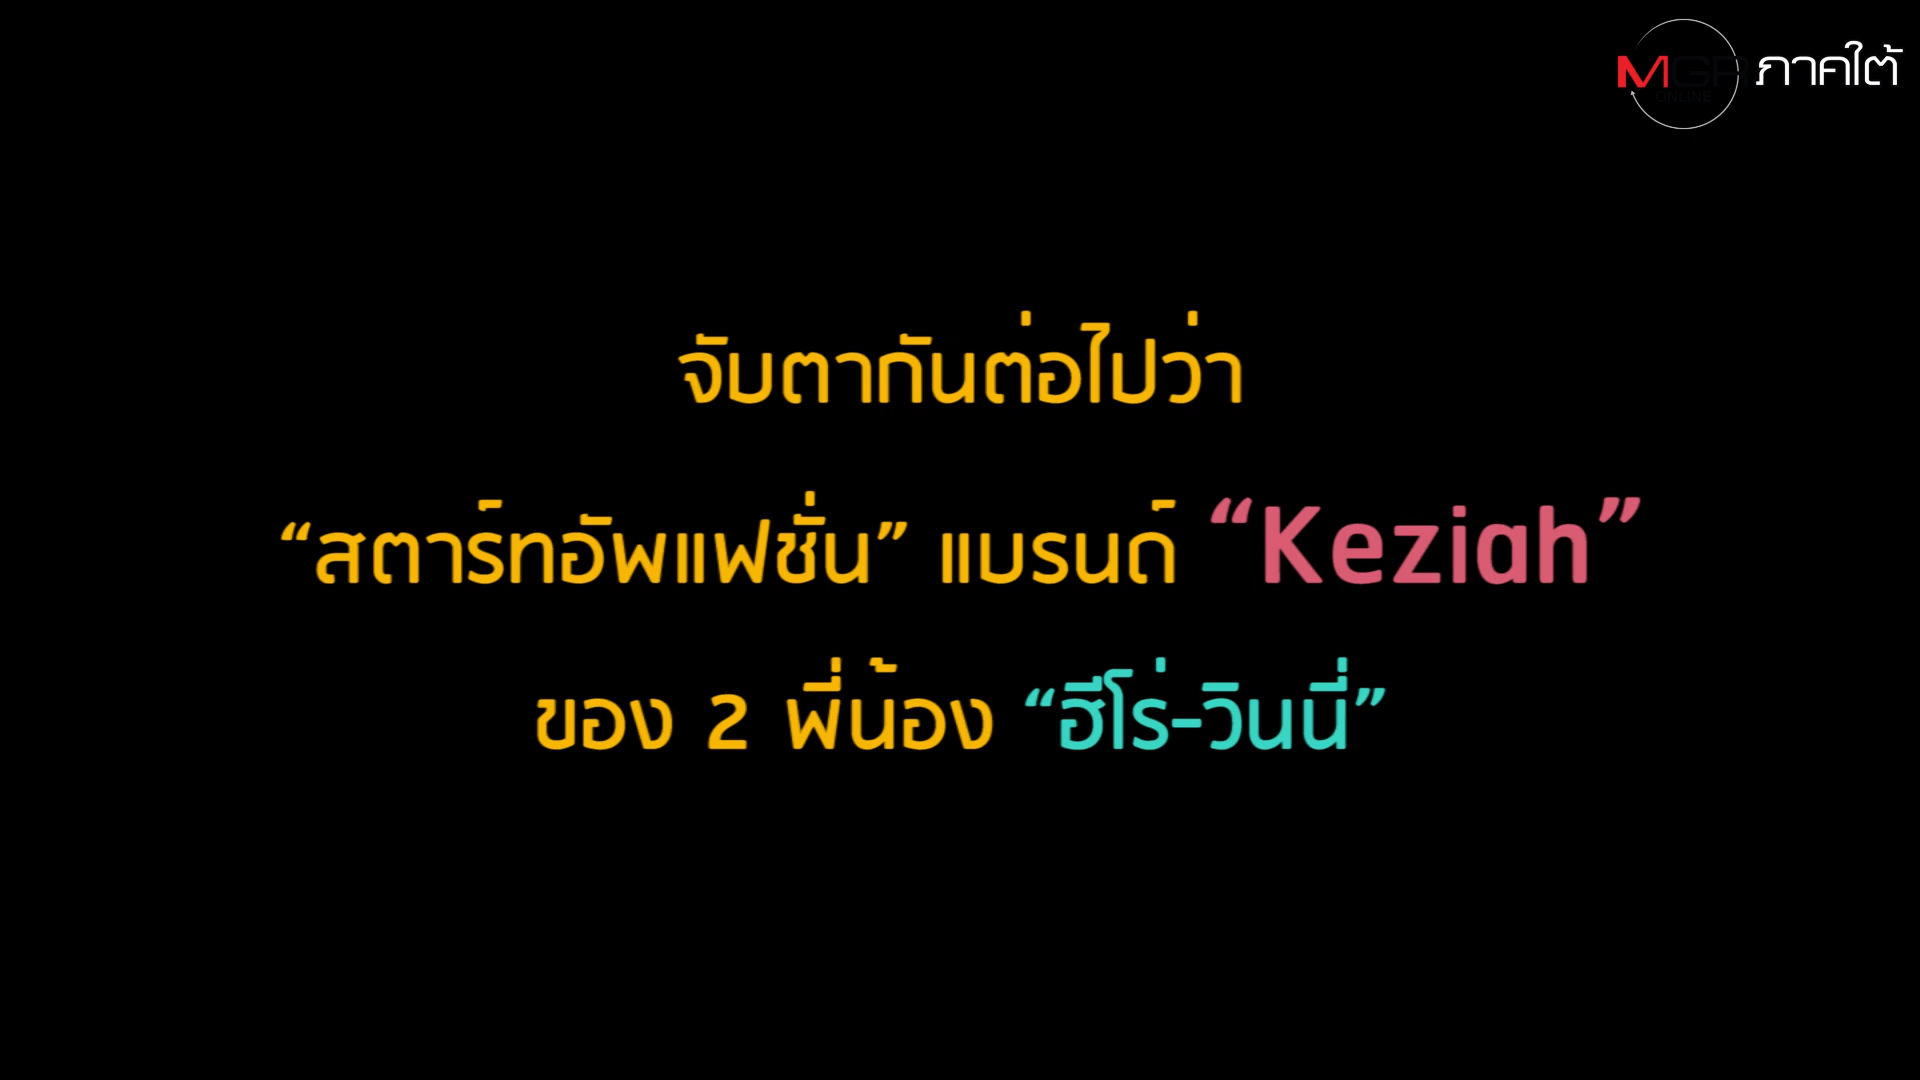 MGR ONLINE ภาคใต้
จับตากันต่อไปว่า
“สตาร์ทอัพแฟชั่น” แบรนด์ “Keziah”
ของ 2 พี่น้อง “ฮีโร่-วินนี่”